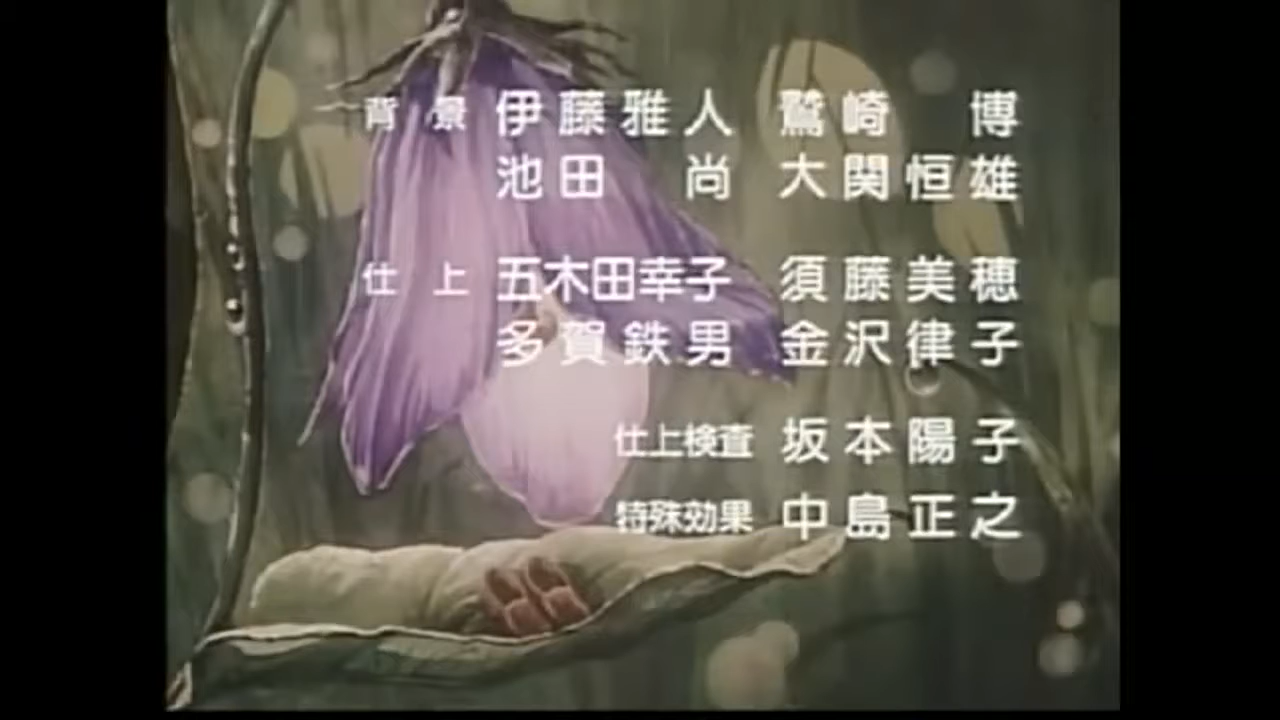 背景 伊藤雅人 鷲崎 博
池田 尚 大関恒雄
仕上 五木田幸子 須藤美穂
多賀鉄男 金沢律子
仕上検査 坂本陽子
特殊効果 中島正之